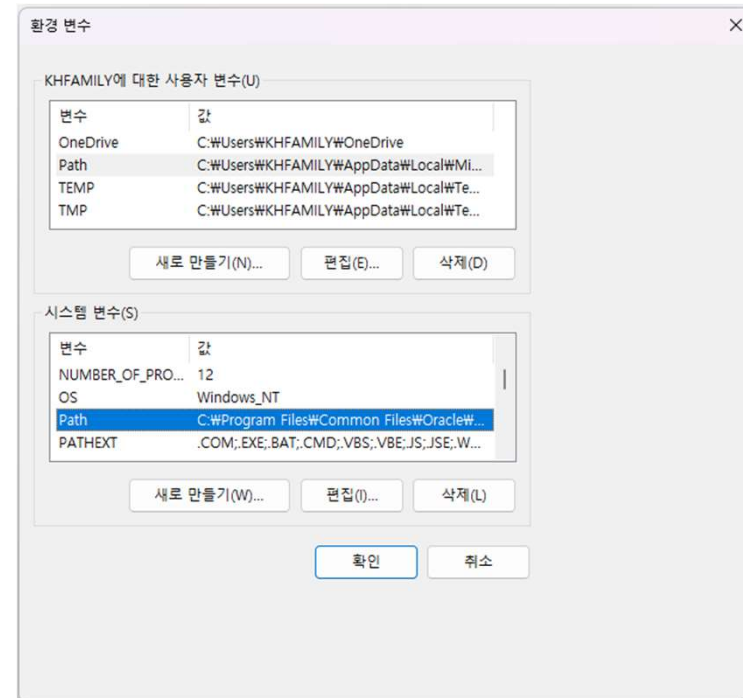 환경 변수
KHFAMILY에 대한 사용자 변수(U)
변수 값
OneDrive C:₩Users₩KHFAMILY₩OneDrive
Path C:₩Users₩KHFAMILY₩AppData₩Local₩Mi...
TEMP C:₩Users₩KHFAMILY₩AppData₩Local₩Te...
TMP C:₩Users₩KHFAMILY₩AppData₩Local₩Te...
새로 만들기(N)... 편집(E)... 삭제(D)
시스템 변수(S)
변수 값
NUMBER_OF_PRO... 12
OS Windows_NT
Path C:₩Program Files₩Common Files₩Oracle₩...
PATHEXT .COM;.EXE;.BAT;.CMD;.VBS;.VBE;.JS;.JSE;.W...
새로 만들기(W)... 편집(I)... 삭제(L)
확인 취소